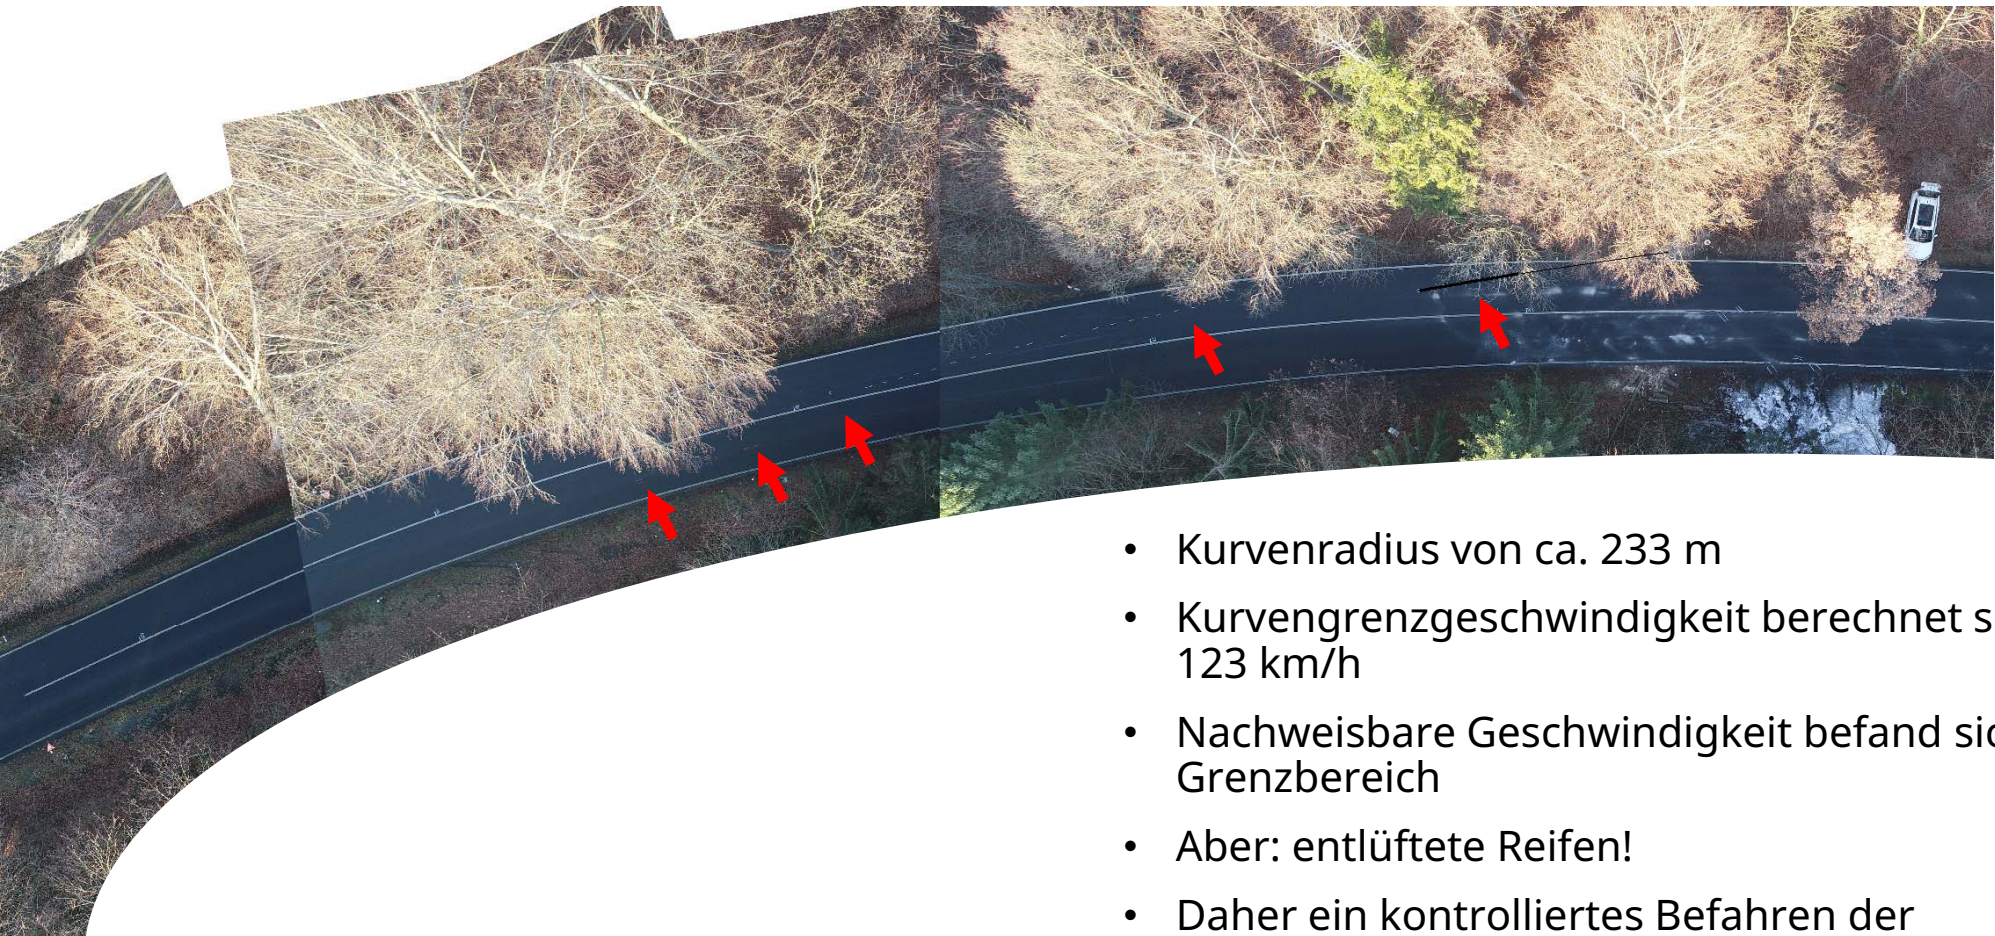 • Kurvenradius von ca. 233 m
• Kurvengrenzgeschwindigkeit berechnet s
123 km/h
• Nachweisbare Geschwindigkeit befand sic
Grenzbereich
• Aber: entlüftete Reifen!
• Daher ein kontrolliertes Befahren der